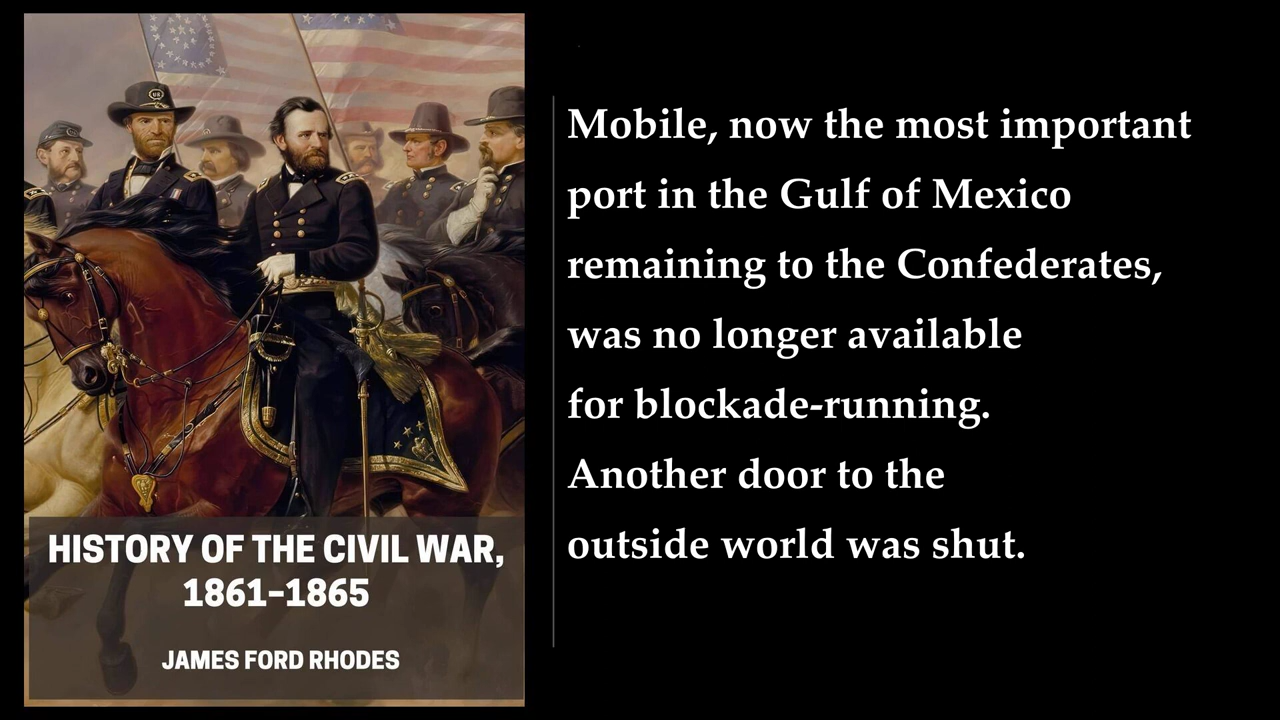 HISTORY OF THE CIVIL WAR,
1861–1865
JAMES FORD RHODES
Mobile, now the most important
port in the Gulf of Mexico
remaining to the Confederates,
was no longer available
for blockade-running.
Another door to the
outside world was shut.